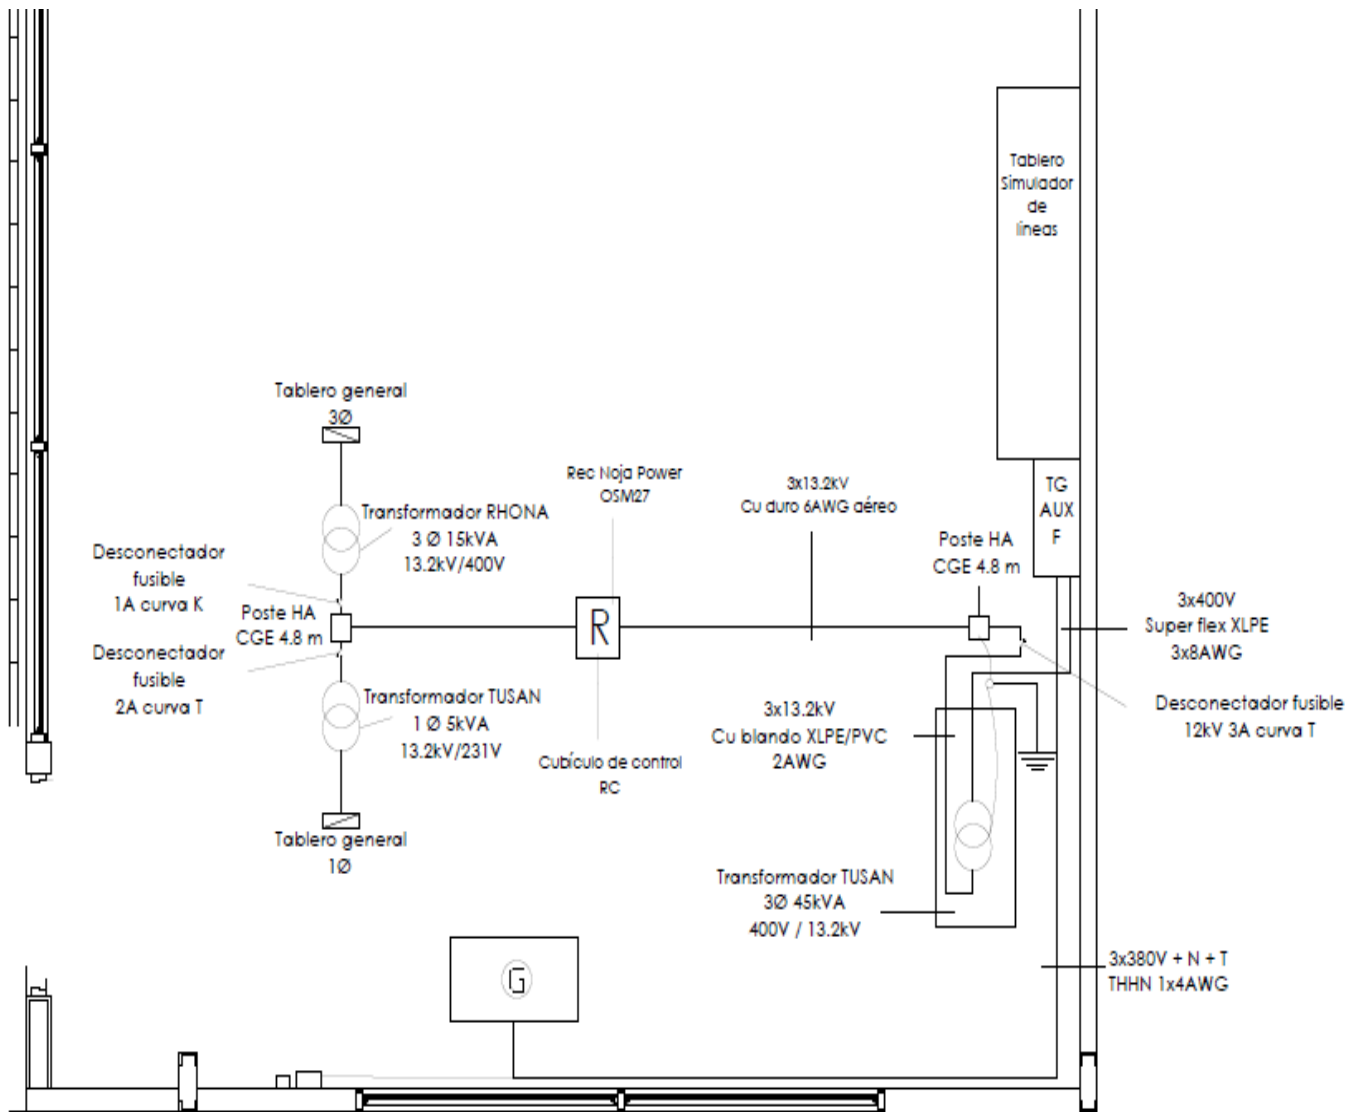 Tablero
Simulador
de
líneas
Tablero general
3Ø
Rec Noja Power
OSM27
3x13.2kV
Cu duro 6AWG aéreo
TG
AUX
F
Transformador RHONA
3 Ø 15kVA
13.2kV/400V
Desconectador
fusible
1A curva K
Poste HA
CGE 4.8 m
Poste HA
CGE 4.8 m
R
3x400V
Super flex XLPE
3x8AWG
Desconectador
fusible
2A curva T
Transformador TUSAN
1 Ø 5kVA
13.2kV/231V
Cubículo de control
RC
3x13.2kV
Cu blando XLPE/PVC
2AWG
Desconectador fusible
12kV 3A curva T
Tablero general
1Ø
Transformador TUSAN
3Ø 45kVA
400V / 13.2kV
G
3x380V + N + T
THHN 1x4AWG